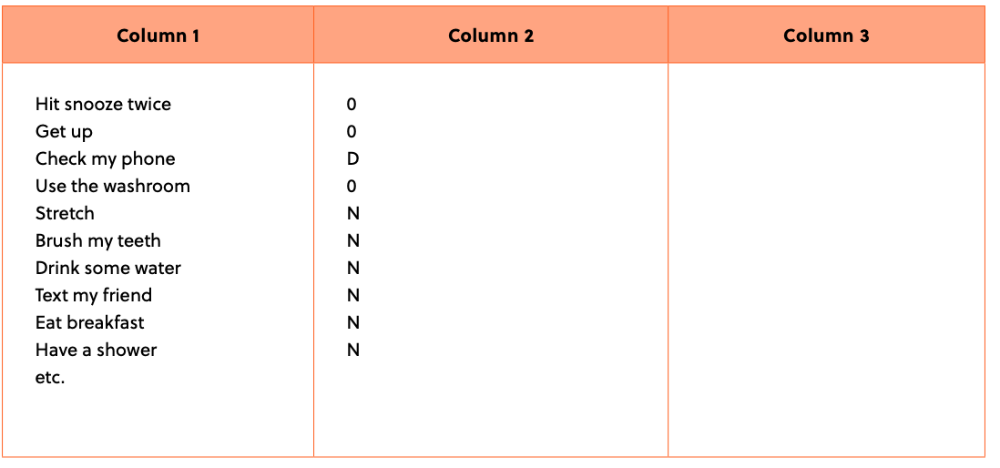 Column 1 Column 2 Column 3
Hit snooze twice 0
Get up 0
Check my phone D
Use the washroom 0
Stretch N
Brush my teeth N
Drink some water N
Text my friend N
Eat breakfast N
Have a shower N
etc.